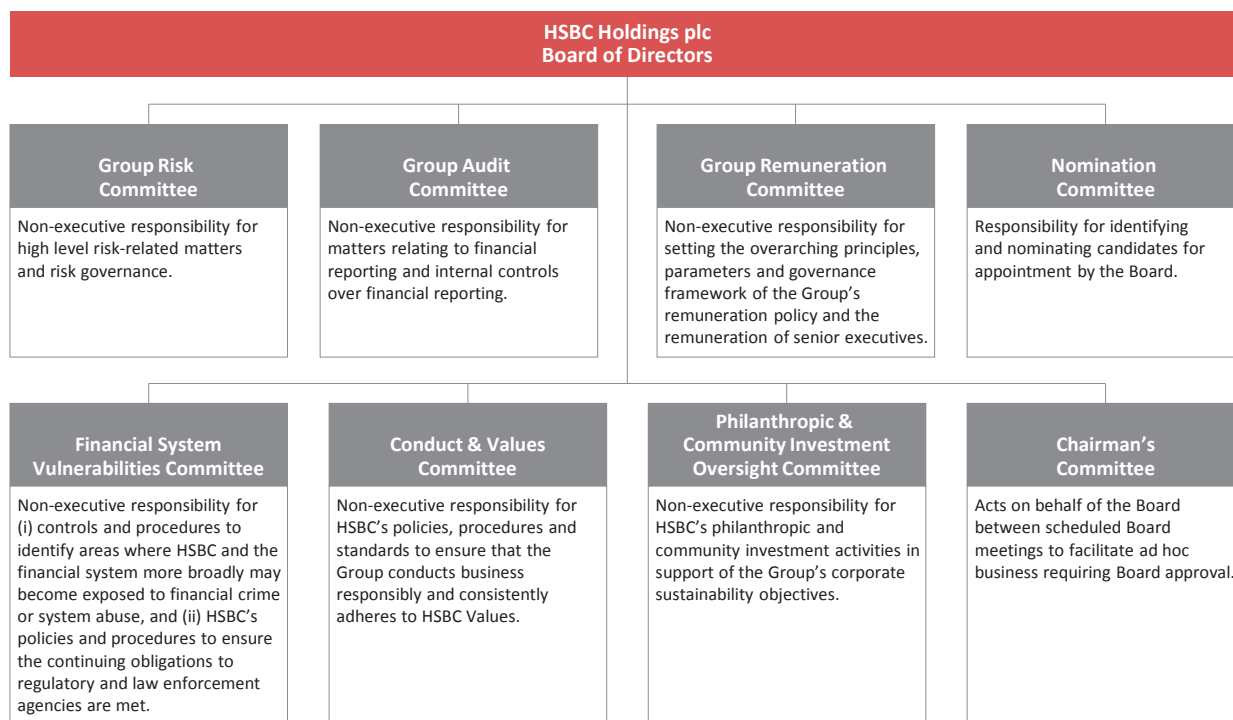 HSBC Holdings plc
Board of Directors
Group Risk
Committee
Non-executive responsibility for
high level risk-related matters
and risk governance.
Group Audit
Committee
Non-executive responsibility for
matters relating to financial
reporting and internal controls
over financial reporting.
Group Remuneration
Committee
Non-executive responsibility for
setting the overarching principles,
parameters and governance
framework of the Group’s
remuneration policy and the
remuneration of senior executives.
Nomination
Committee
Responsibility for identifying
and nominating candidates for
appointment by the Board.
Financial System
Vulnerabilities Committee
Non-executive responsibility for
(i) controls and procedures to
identify areas where HSBC and the
financial system more broadly may
become exposed to financial crime
or system abuse, and (ii) HSBC’s
policies and procedures to ensure
the continuing obligations to
regulatory and law enforcement
agencies are met.
Conduct & Values
Committee
Non-executive responsibility for
HSBC’s policies, procedures and
standards to ensure that the
Group conducts business
responsibly and consistently
adheres to HSBC Values.
Philanthropic &
Community Investment
Oversight Committee
Non-executive responsibility for
HSBC’s philanthropic and
community investment activities in
support of the Group’s corporate
sustainability objectives.
Chairman’s
Committee
Acts on behalf of the Board
between scheduled Board
meetings to facilitate ad hoc
business requiring Board approval.